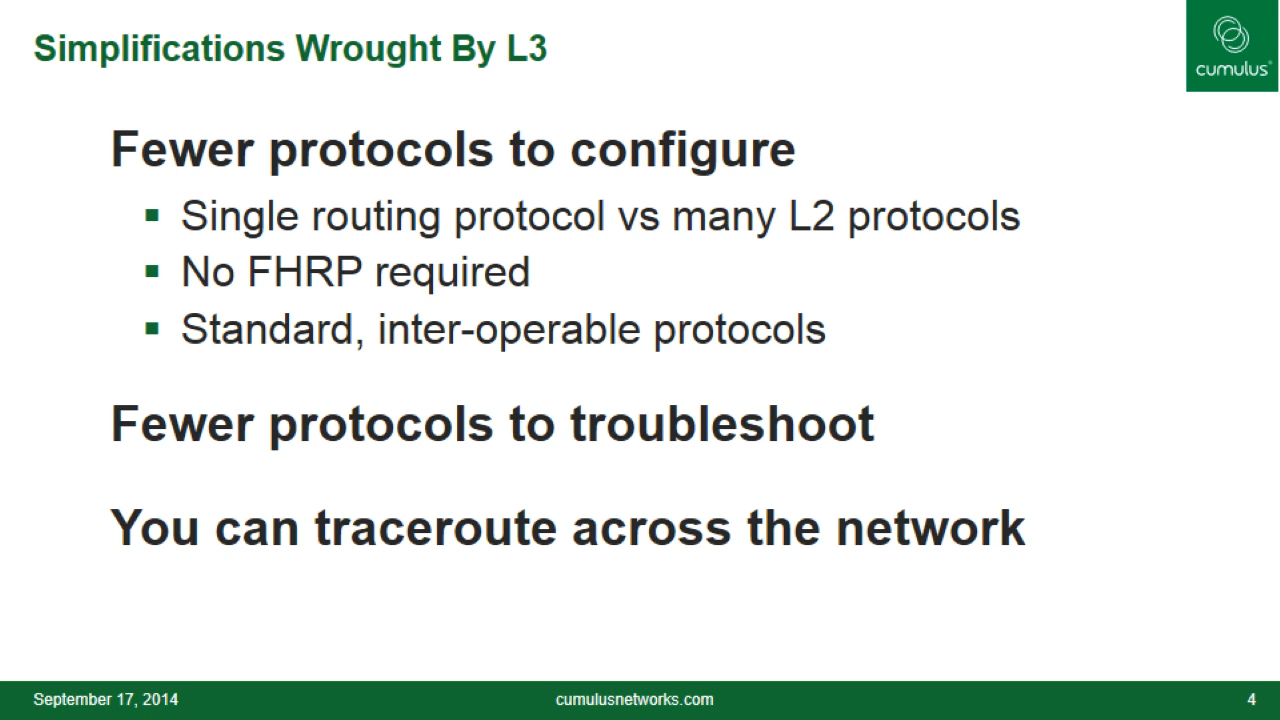 Simplifications Wrought By L3
cumulus®
Fewer protocols to configure
▪ Single routing protocol vs many L2 protocols
▪ No FHRP required
▪ Standard, inter-operable protocols
Fewer protocols to troubleshoot
You can traceroute across the network
September 17, 2014
cumulusnetworks.com
4